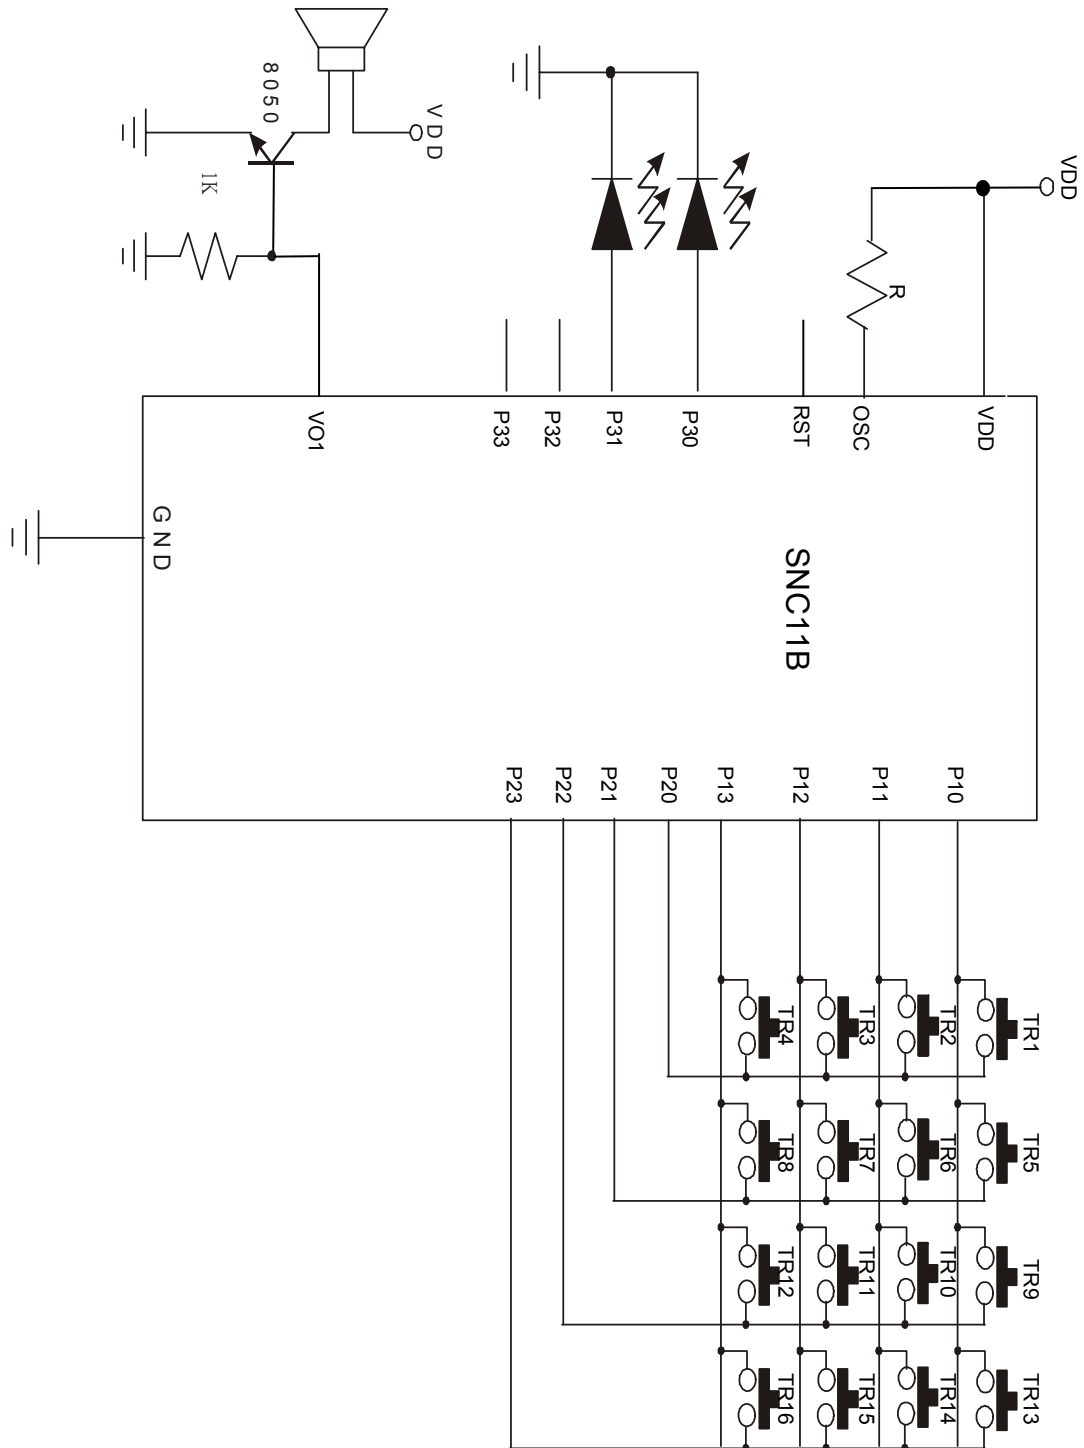 VDD
R
VDD
8050
1K
VDD
OSC
RST
P30
P31
P32
P33
VO1
GND
SNC11B
P10
P11
P12
P13
P20
P21
P22
P23
TR1
TR2
TR3
TR4
TR5
TR6
TR7
TR8
TR9
TR10
TR11
TR12
TR13
TR14
TR15
TR16